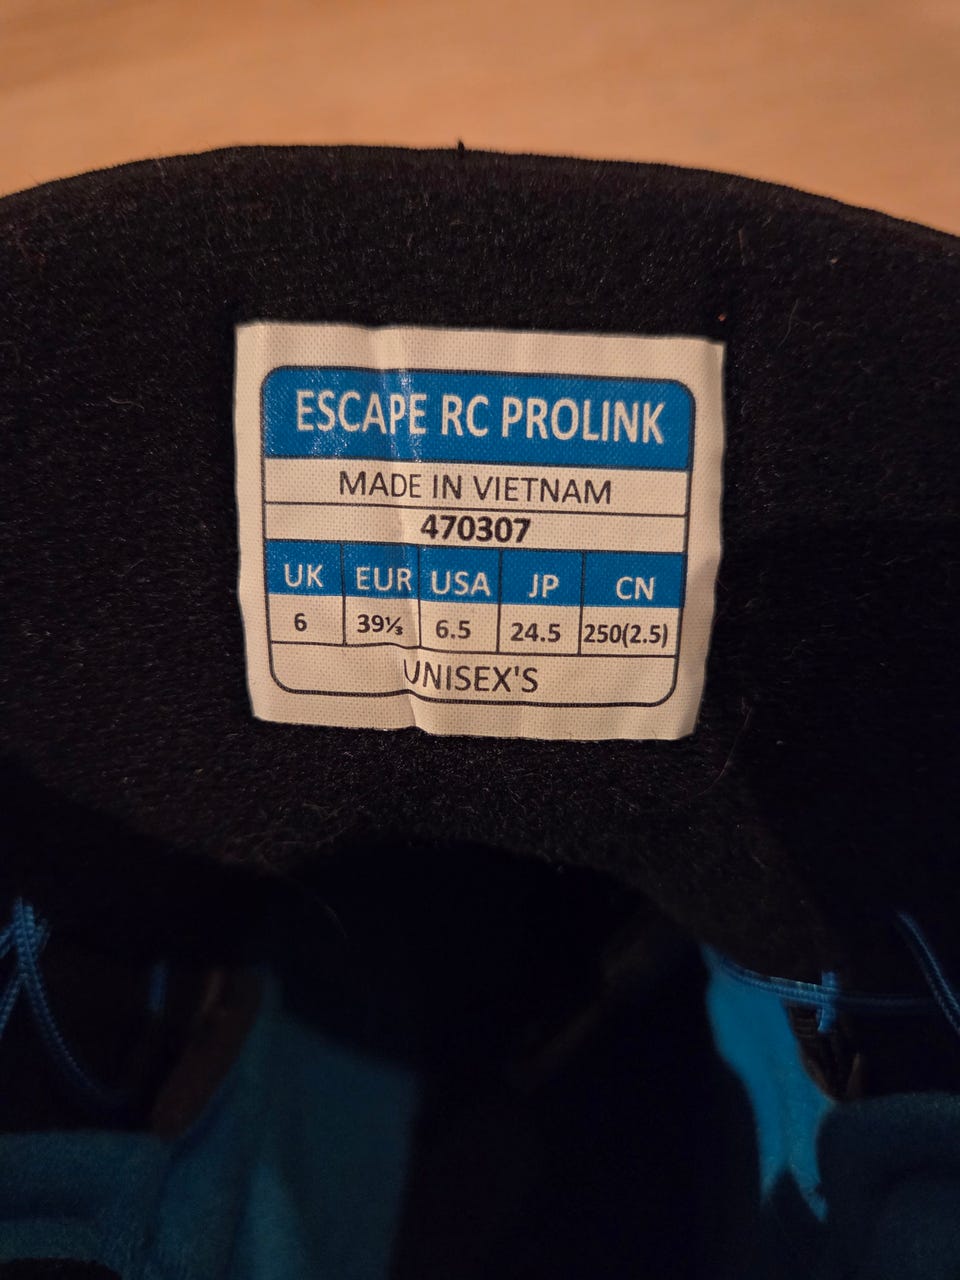 ESCAPE RC PROLINK
MADE IN VIETNAM
470307
UK EUR USA JP CN
6 39⅓ 6.5 24.5 250(2.5)
UNISEX'S